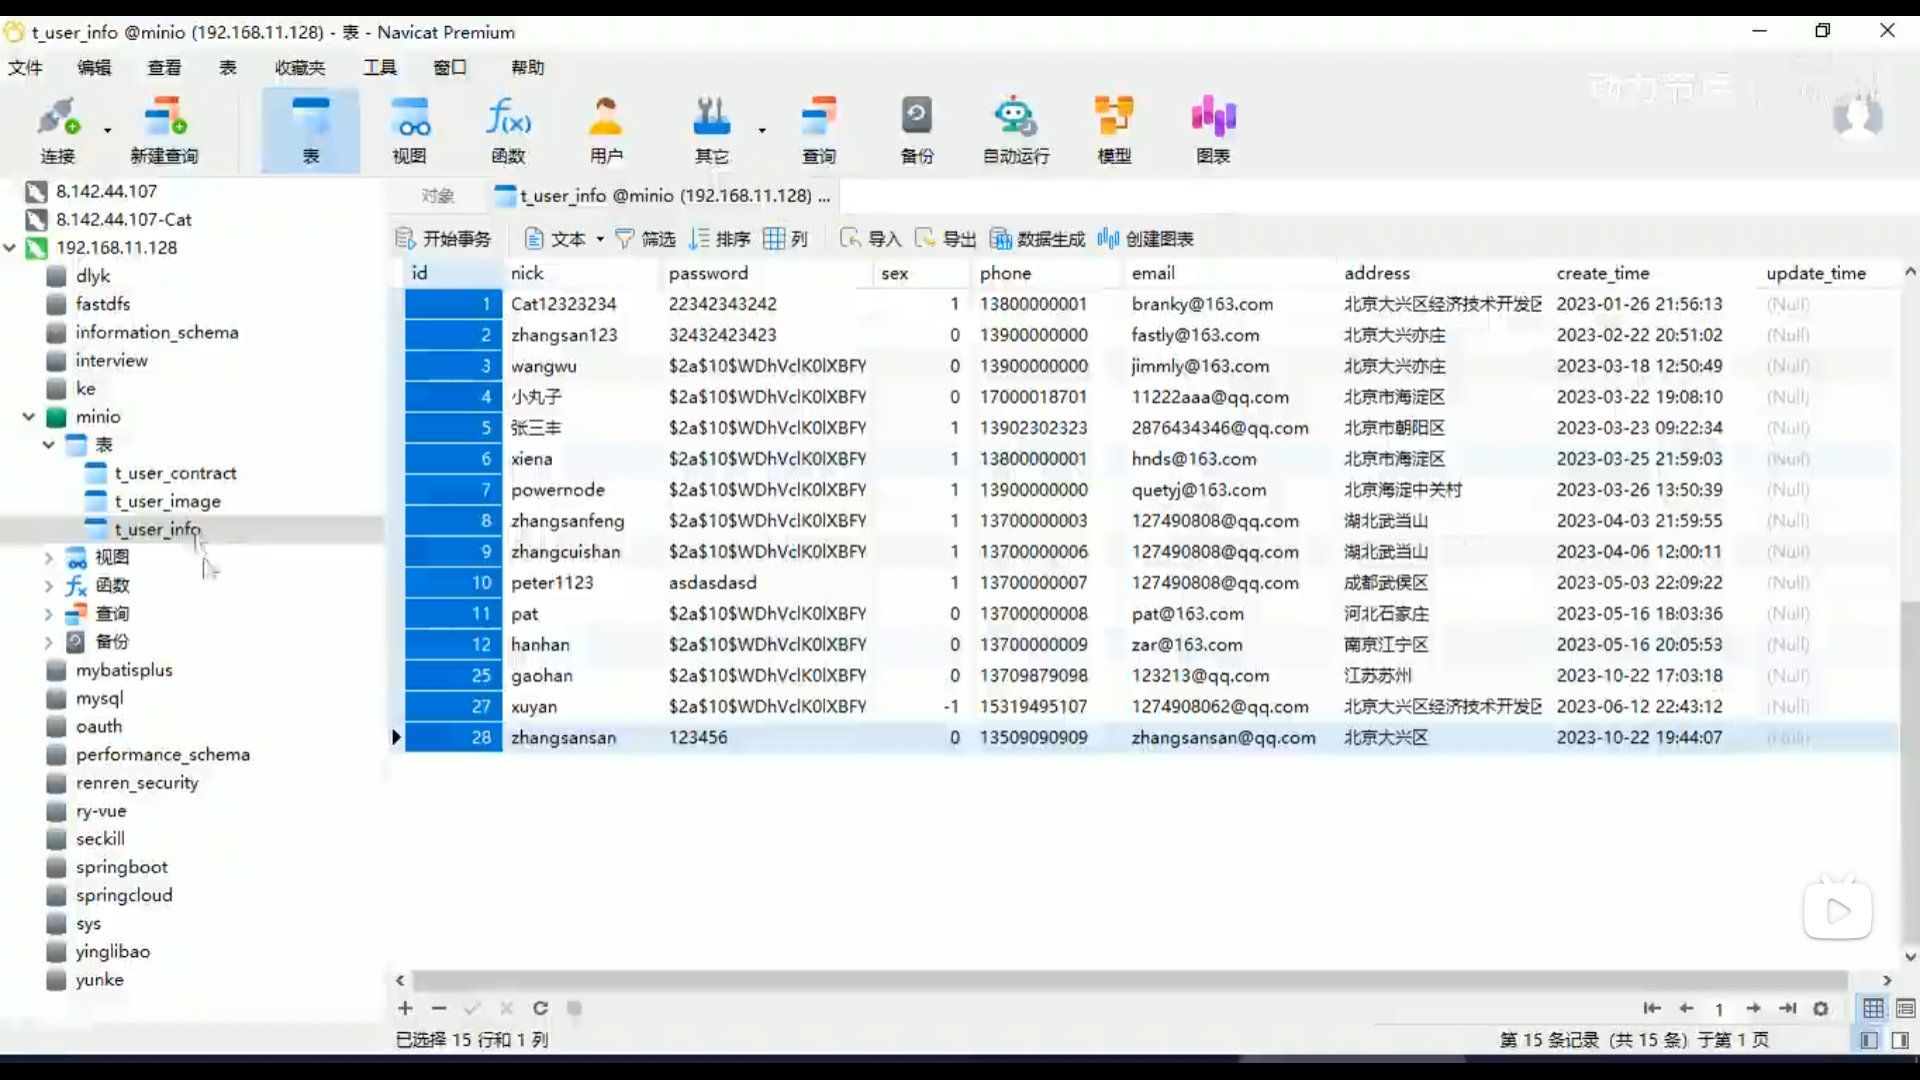 t_user_info @minio (192.168.11.128) - 表 - Navicat Premium
文件 编辑 查看 表 收藏夹 工具 窗口 帮助
动力节点
连接 新建查询 表 视图 函数 用户 其它 查询 备份 自动运行 模型 图表
对象 t_user_info @minio (192.168.11.128) ...
开始事务 文本 筛选 排序 列 导入 导出 数据生成 创建图表
8.142.44.107
8.142.44.107-Cat
192.168.11.128
dlyk
fastdfs
information_schema
interview
ke
minio
表
t_user_contract
t_user_image
t_user_info
视图
函数
查询
备份
mybatisplus
mysql
oauth
performance_schema
renren_security
ry-vue
seckill
springboot
springcloud
sys
yinglibao
yunke
id nick password sex phone email address create_time update_time
1 Cat12323234 22342343242 1 13800000001 branky@163.com 北京大兴区经济技术开发区 2023-01-26 21:56:13 (Null)
2 zhangsan123 32432423423 0 13900000000 fastly@163.com 北京大兴亦庄 2023-02-22 20:51:02 (Null)
3 wangwu $2a$10$WDhVclK0lXBFY 0 13900000000 jimmly@163.com 北京大兴亦庄 2023-03-18 12:50:49 (Null)
4 小丸子 $2a$10$WDhVclK0lXBFY 0 17000018701 11222aaa@qq.com 北京市海淀区 2023-03-22 19:08:10 (Null)
5 张三丰 $2a$10$WDhVclK0lXBFY 1 13902302323 2876434346@qq.com 北京市朝阳区 2023-03-23 09:22:34 (Null)
6 xiena $2a$10$WDhVclK0lXBFY 1 13800000001 hnds@163.com 北京市海淀区 2023-03-25 21:59:03 (Null)
7 powernode $2a$10$WDhVclK0lXBFY 1 13900000000 quetyj@163.com 北京海淀中关村 2023-03-26 13:50:39 (Null)
8 zhangsanfeng $2a$10$WDhVclK0lXBFY 1 13700000003 127490808@qq.com 湖北武当山 2023-04-03 21:59:55 (Null)
9 zhangcuishan $2a$10$WDhVclK0lXBFY 1 13700000006 127490808@qq.com 湖北武当山 2023-04-06 12:00:11 (Null)
10 peter1123 asdasdasd 1 13700000007 127490808@qq.com 成都武侯区 2023-05-03 22:09:22 (Null)
11 pat $2a$10$WDhVclK0lXBFY 0 13700000008 pat@163.com 河北石家庄 2023-05-16 18:03:36 (Null)
12 hanhan $2a$10$WDhVclK0lXBFY 0 13700000009 zar@163.com 南京江宁区 2023-05-16 20:05:53 (Null)
25 gaohan $2a$10$WDhVclK0lXBFY 0 13709879098 123213@qq.com 江苏苏州 2023-10-22 17:03:18 (Null)
27 xuyan $2a$10$WDhVclK0lXBFY -1 15319495107 1274908062@qq.com 北京大兴区经济技术开发区 2023-06-12 22:43:12 (Null)
28 zhangsansan 123456 0 13509090909 zhangsansan@qq.com 北京大兴区 2023-10-22 19:44:07 (Null)
1
已选择 15 行和 1 列 第 15 条记录 (共 15 条) 于第 1 页